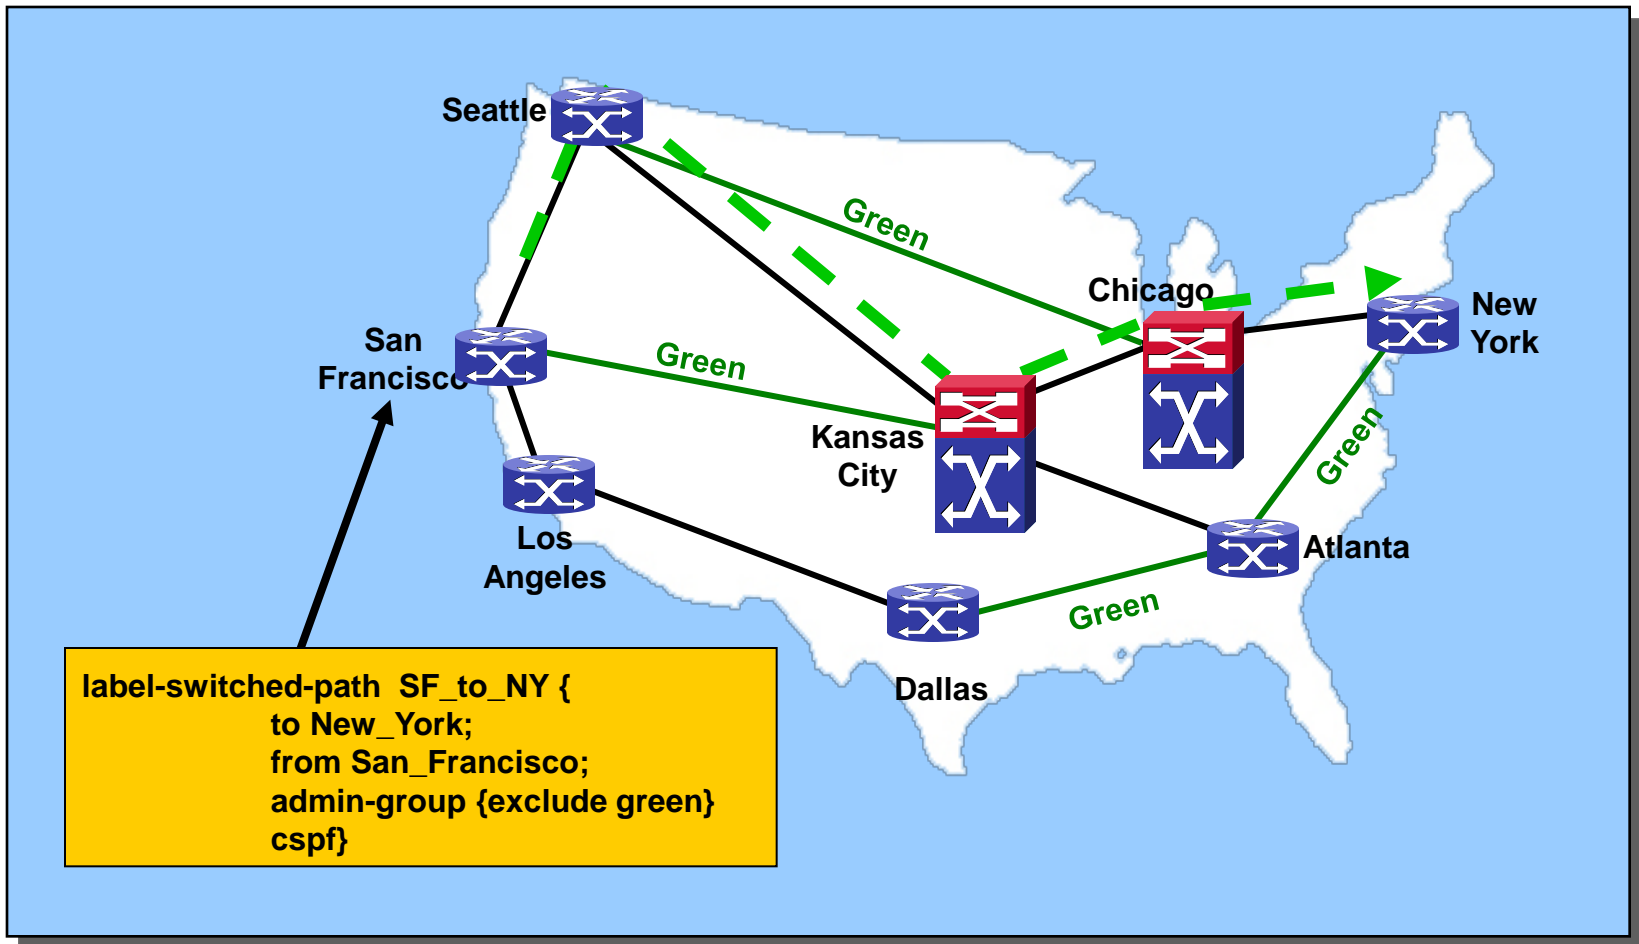 Seattle
Green
Chicago
New
York
San
Francisco
Green
Kansas
City
Green
Los
Angeles
Atlanta
Green
Dallas
label-switched-path SF_to_NY {
to New_York;
from San_Francisco;
admin-group {exclude green}
cspf}